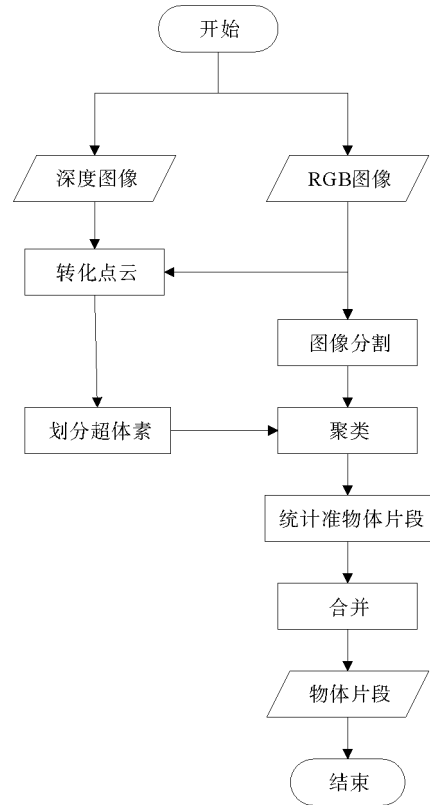 开始
深度图像
RGB图像
转化点云
图像分割
划分超体素
聚类
统计准物体片段
合并
物体片段
结束